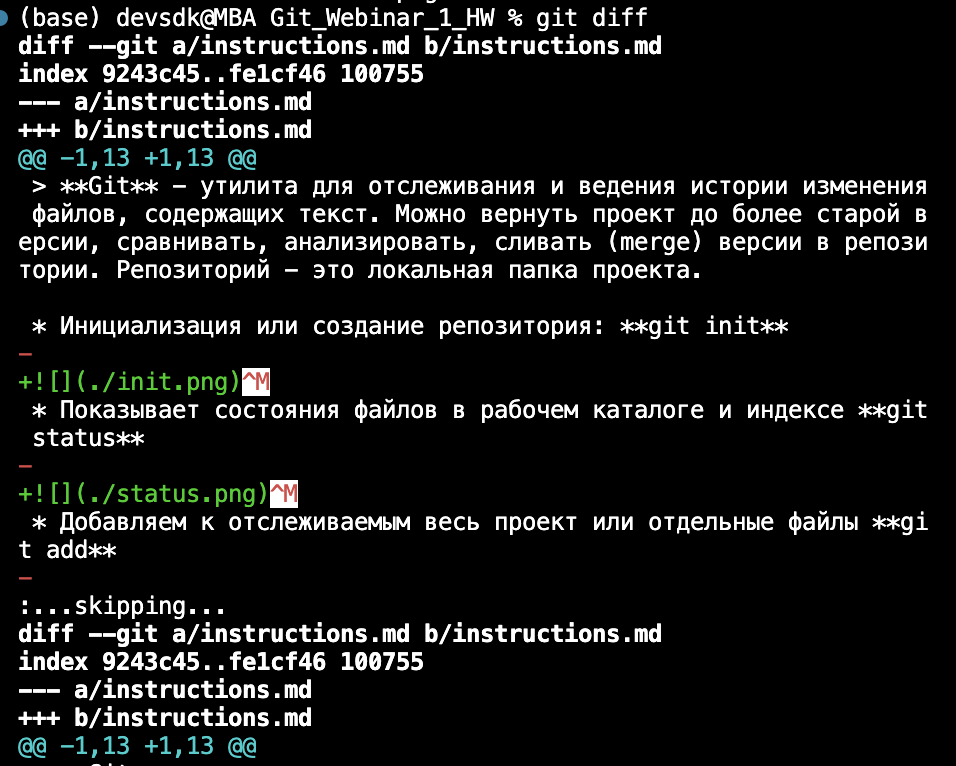 (base) devsdk@MBA Git_Webinar_1_HW % git diff
diff --git a/instructions.md b/instructions.md
index 9243c45..fe1cf46 100755
--- a/instructions.md
+++ b/instructions.md
@@ -1,13 +1,13 @@
 > **Git** – утилита для отслеживания и ведения истории изменения
 файлов, содержащих текст. Можно вернуть проект до более старой в
ерсии, сравнивать, анализировать, сливать (merge) версии в репози
тории. Репозиторий – это локальная папка проекта.
 * Инициализация или создание репозитория: **git init**
-
+![](./init.png)^M
 * Показывает состояния файлов в рабочем каталоге и индексе **git
 status**
-
+![](./status.png)^M
 * Добавляем к отслеживаемым весь проект или отдельные файлы **gi
t add**
-
:...skipping...
diff --git a/instructions.md b/instructions.md
index 9243c45..fe1cf46 100755
--- a/instructions.md
+++ b/instructions.md
@@ -1,13 +1,13 @@